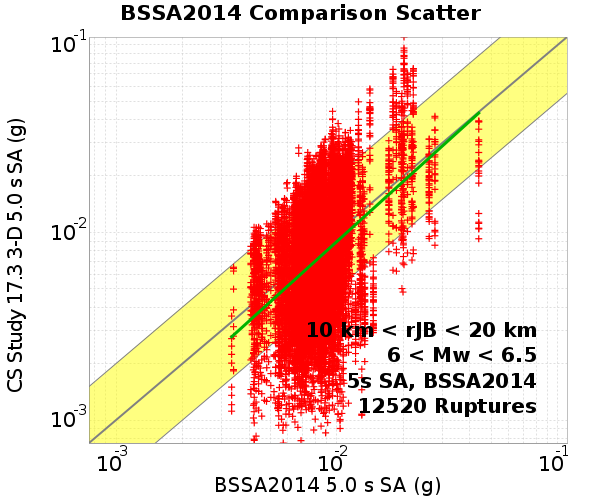 BSSA2014 Comparison Scatter
10-1
10-2
10-3
CS Study 17.3 3-D 5.0 s SA (g)
10 km < rJB < 20 km
6 < Mw < 6.5
5s SA, BSSA2014
12520 Ruptures
10-3
10-2
10-1
BSSA2014 5.0 s SA (g)